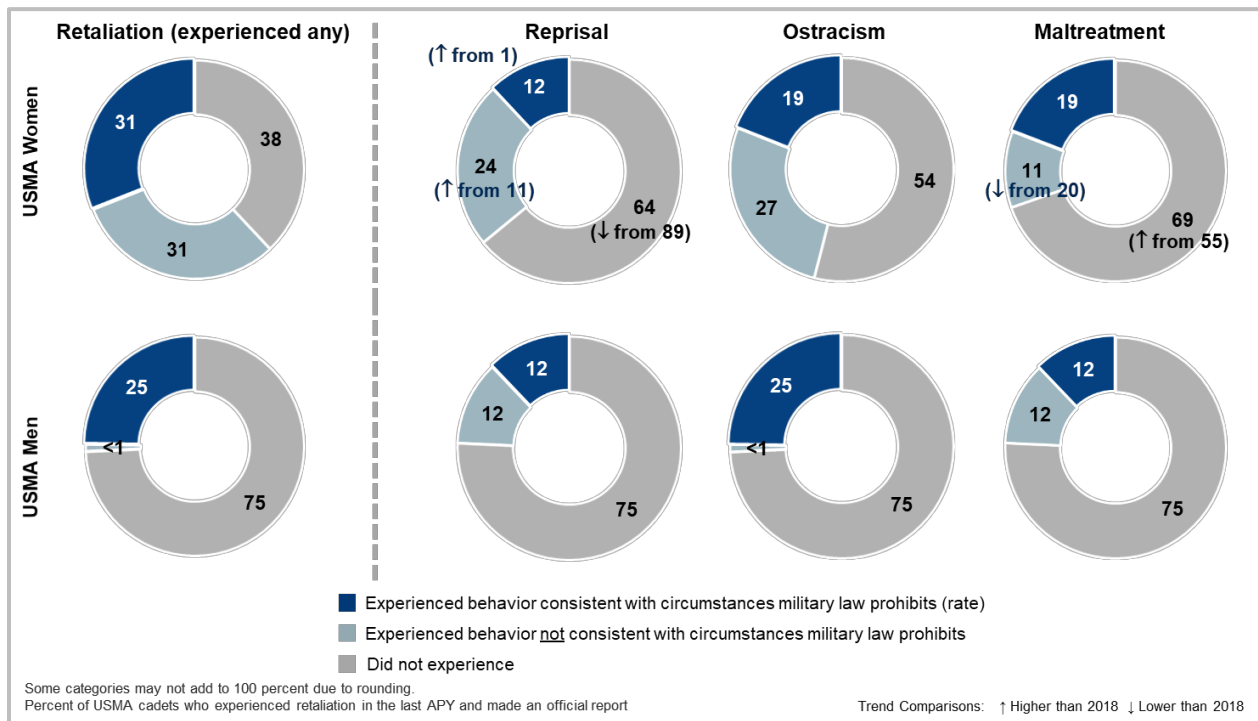 Retaliation (experienced any)
Reprisal
Ostracism
Maltreatment
USMA Women
31
38
31
(↑ from 1)
12
24
(↑ from 11)
64
(↓ from 89)
19
27
54
19
11
(↓ from 20)
69
(↑ from 55)
USMA Men
25
<1
75
12
12
75
25
<1
75
12
12
75
Experienced behavior consistent with circumstances military law prohibits (rate)
Experienced behavior not consistent with circumstances military law prohibits
Did not experience
Some categories may not add to 100 percent due to rounding.
Percent of USMA cadets who experienced retaliation in the last APY and made an official report
Trend Comparisons: ↑ Higher than 2018 ↓ Lower than 2018